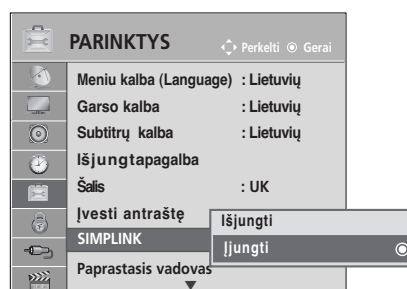 PARINKTYS Perkelti Gerai
Meniu kalba (Language) : Lietuvių
Garso kalba : Lietuvių
Subtitrų kalba : Lietuvių
Išjungtapagalba
Šalis : UK
Įvesti antraštę
Išjungti
SIMPLINK
Įjungti
Paprastasis vadovas